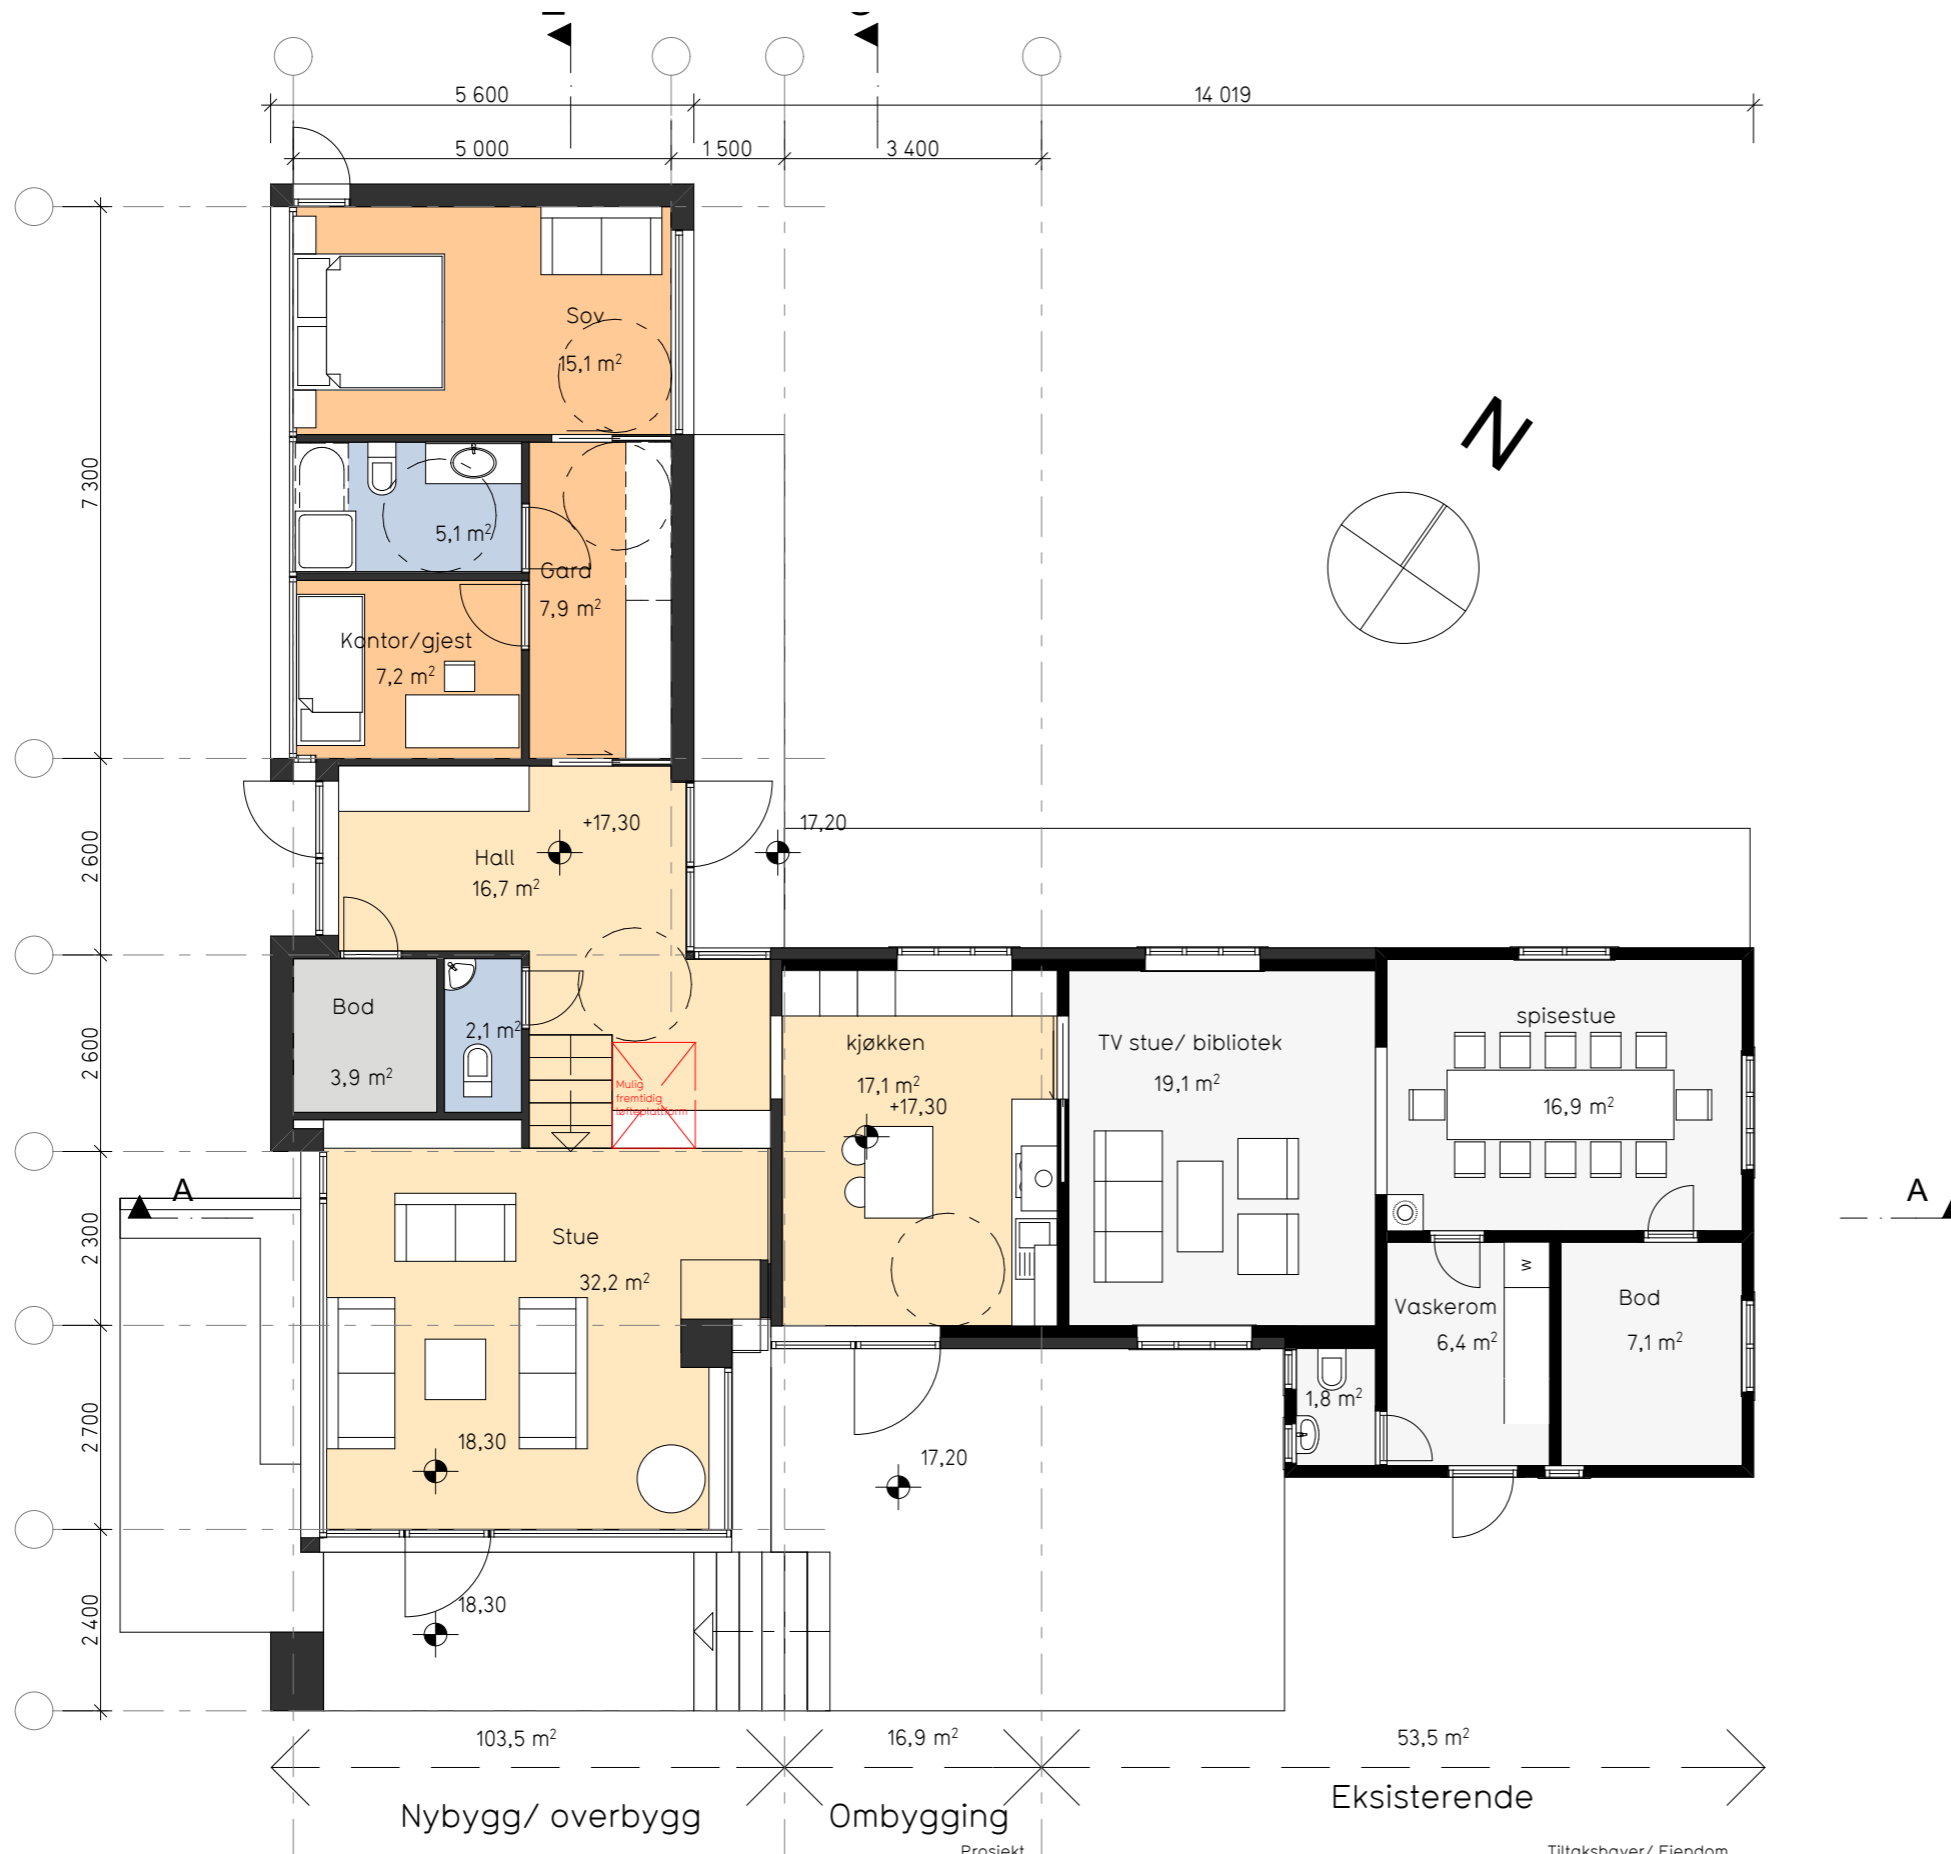 5 600
14 019
5 000
1 500
3 400
N
Sov
15,1 m²
7 300
5,1 m²
Gard
7,9 m²
Kontor/gjest
7,2 m²
+17,30
17,20
2 600
Hall
16,7 m²
Bod
3,9 m²
2,1 m²
2 600
Mulig
fremtidig
løfteplattform
kjøkken
17,1 m²
+17,30
TV stue/ bibliotek
19,1 m²
spisestue
16,9 m²
A
A
2 300
Stue
32,2 m²
W
Vaskerom
6,4 m²
Bod
7,1 m²
1,8 m²
2 700
18,30
17,20
2 400
18,30
103,5 m²
16,9 m²
53,5 m²
Nybygg/ overbygg
Ombygging
Eksisterende
Prosjekt
Tiltakshaver/ Eiendom